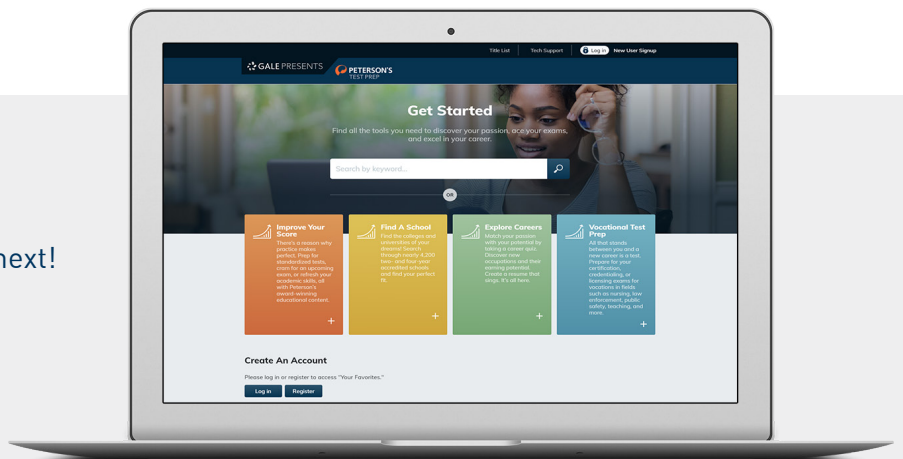 Title List Tech Support Log in New User Signup
GALE PRESENTS PETERSON'S
TEST PREP
Get Started
Find all the tools you need to discover your passion, ace your exams,
and excel in your career.
Search by keyword...
OR
Improve Your
Score
There's a reason why
practice makes
perfect. Prep for
standardized tests,
cram for an upcoming
exam, or refresh your
academic skills, all
with Peterson's
award-winning
educational content.
+
Find A School
Find the colleges and
universities of your
dreams! Search
through nearly 4,200
two- and four-year
accredited schools
and find your perfect
fit.
+
Explore Careers
Match your passion
with your potential by
taking a career quiz.
Discover new
occupations and their
earning potential.
Create a resume that
sings. It's all here.
+
Vocational Test
Prep
All that stands
between you and a
new career is a test.
Prepare for your
certification,
credentialing, or
licensing exams for
vocations in fields
such as nursing, law
enforcement, public
safety, teaching, and
more.
+
next!
Create An Account
Please log in or register to access "Your Favorites."
Log in Register